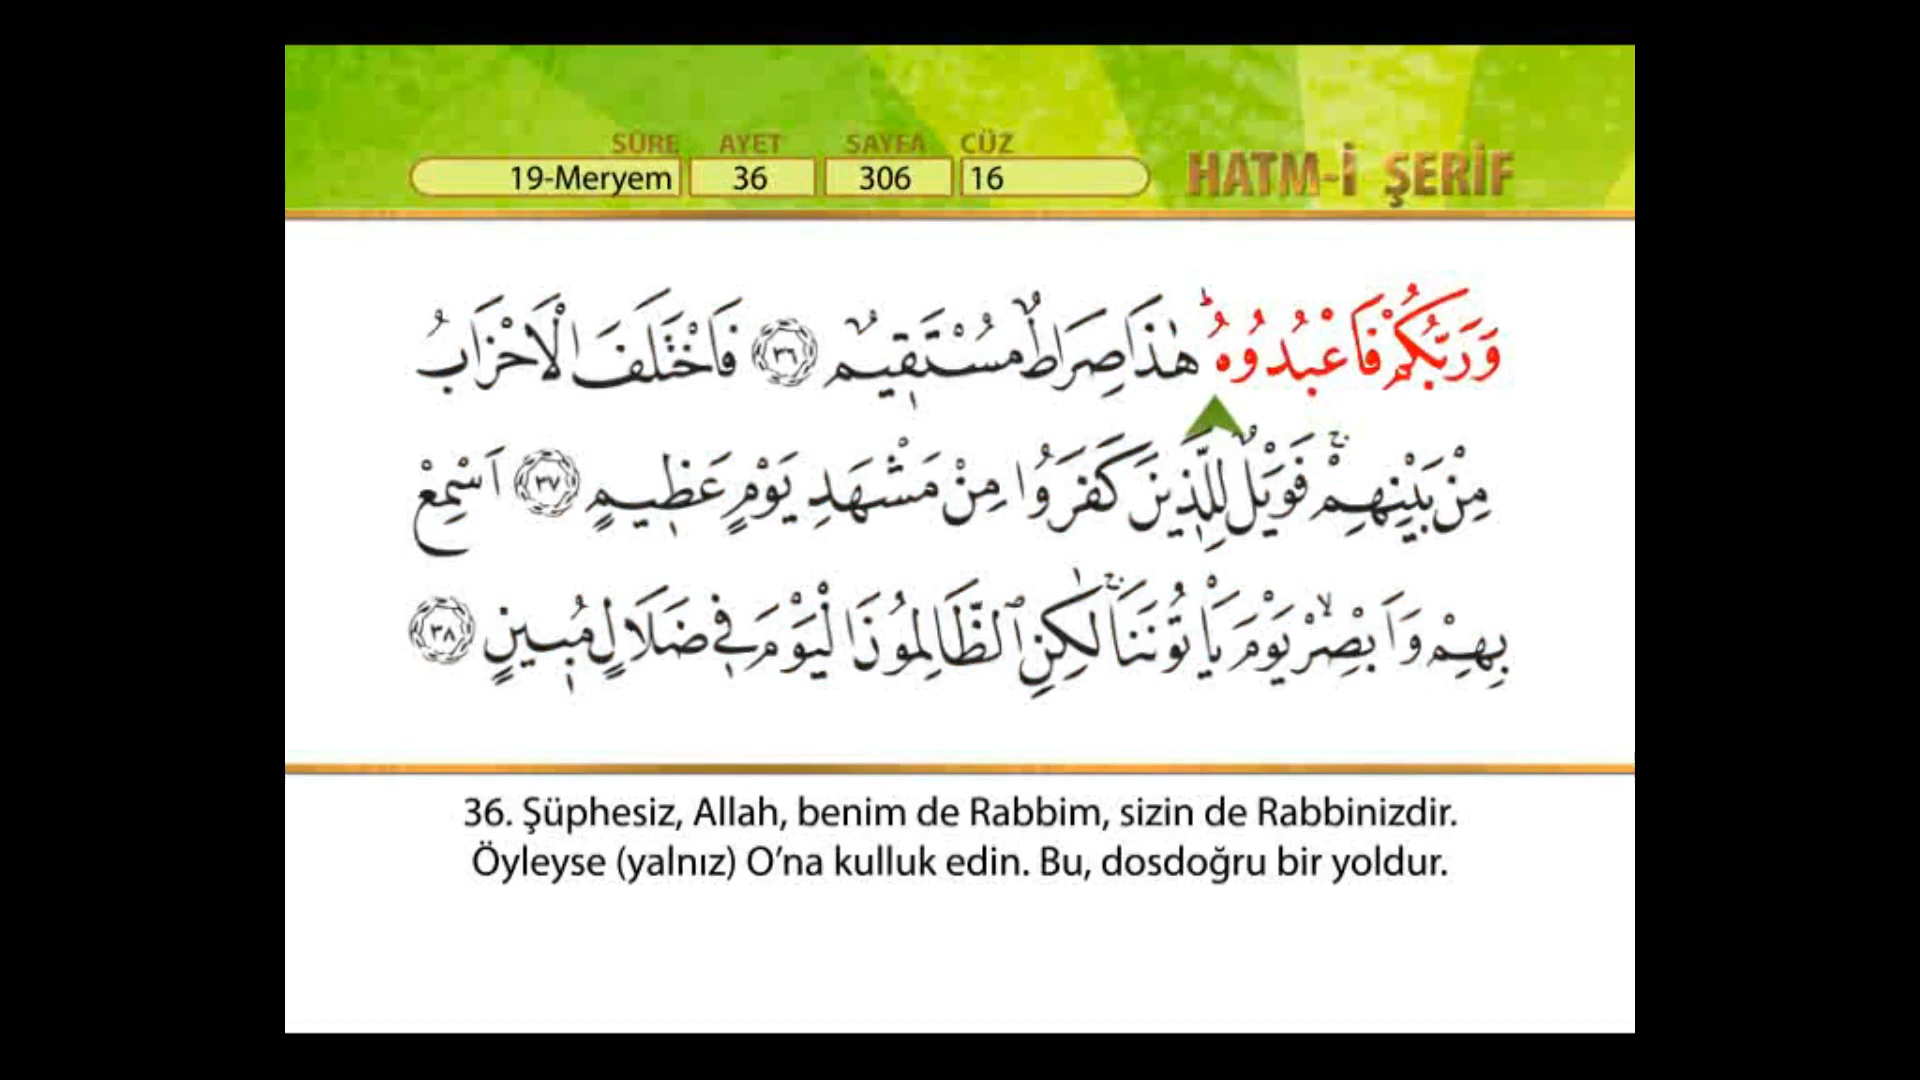 SÛRE AYET SAYFA CÜZ
19-Meryem 36 306 16
HATM-İ ŞERİF
وَرَبُّكُمْ فَاعْبُدُوهُۜ هٰذَا صِرَاطٌ مُسْتَق۪يمٌ ﴿٣٦﴾ فَاخْتَلَفَ الْاَحْزَابُ
مِنْ بَيْنِهِمْۚ فَوَيْلٌ لِلَّذ۪ينَ كَفَرُوا مِنْ مَشْهَدِ يَوْمٍ عَظ۪يمٍ ﴿٣٧﴾ اَسْمِعْ
بِهِمْ وَاَبْصِرْۙ يَوْمَ يَأْتُونَنَاۚ لٰكِنِ الظَّالِمُونَ الْيَوْمَ ف۪ي ضَلَالٍ مُب۪ينٍ ﴿٣٨﴾
36. Şüphesiz, Allah, benim de Rabbim, sizin de Rabbinizdir.
Öyleyse (yalnız) O’na kulluk edin. Bu, dosdoğru bir yoldur.